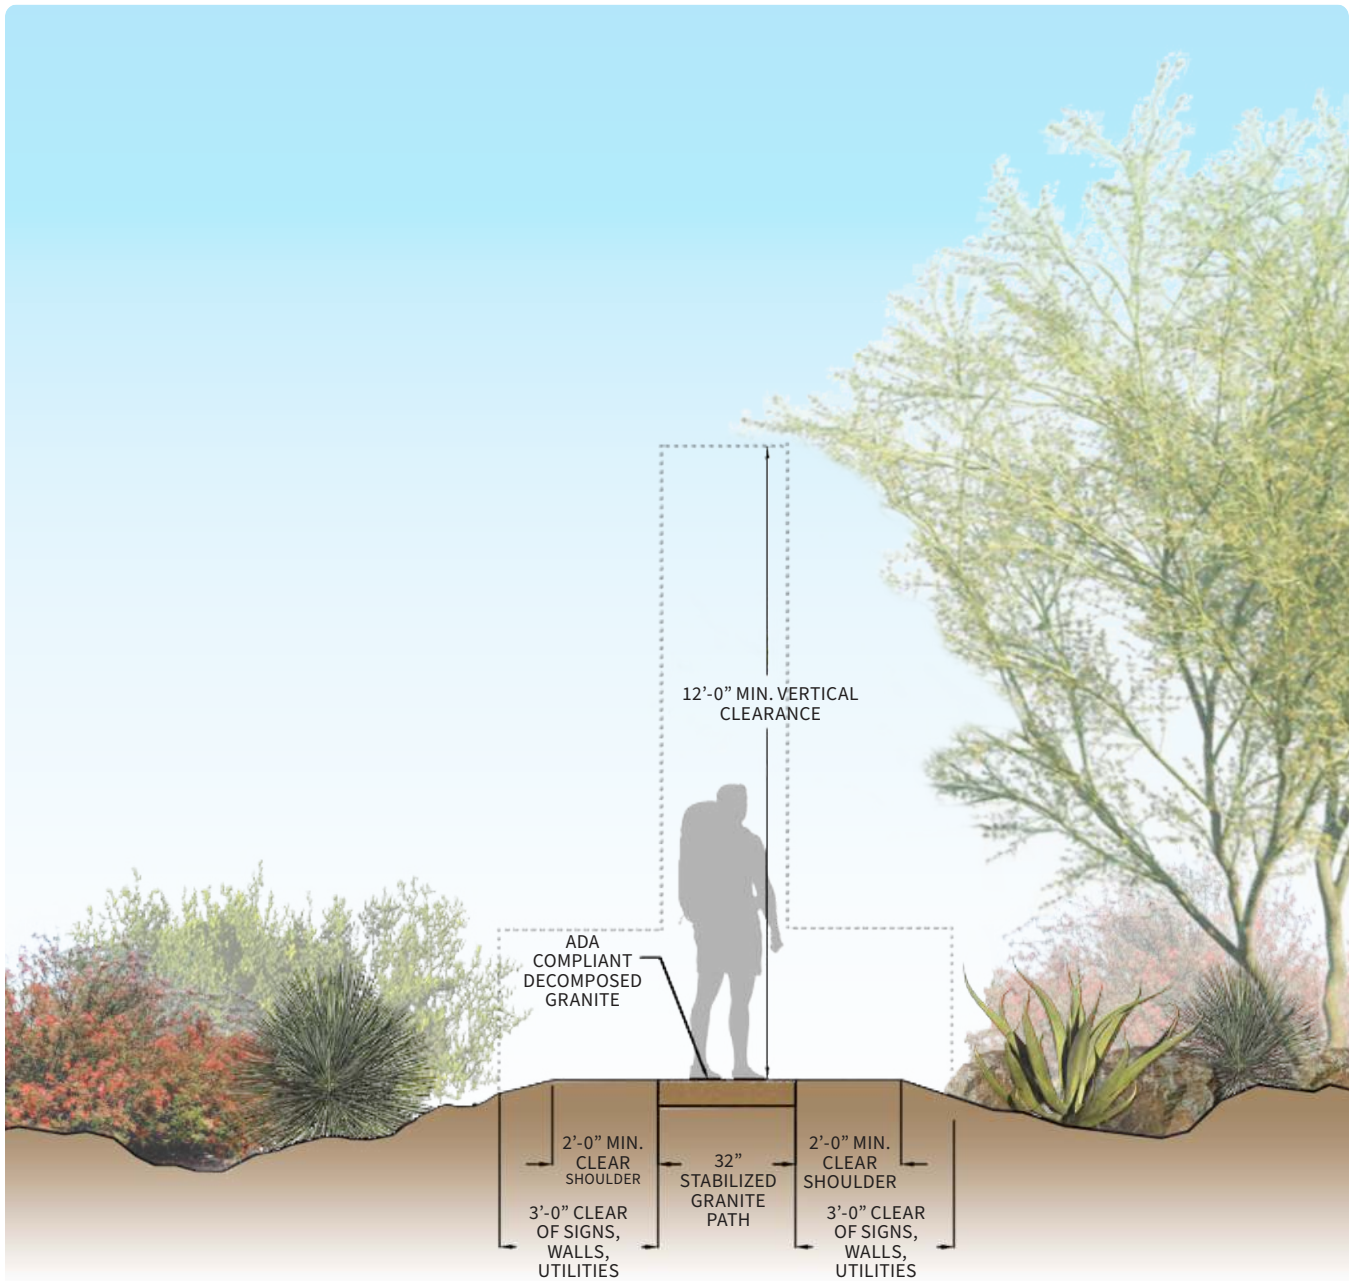 12’-0” MIN. VERTICAL
CLEARANCE
ADA
COMPLIANT
DECOMPOSED
GRANITE
2’-0” MIN.
CLEAR
SHOULDER
32”
STABILIZED
GRANITE
PATH
2’-0” MIN.
CLEAR
SHOULDER
3’-0” CLEAR
OF SIGNS,
WALLS,
UTILITIES
3’-0” CLEAR
OF SIGNS,
WALLS,
UTILITIES